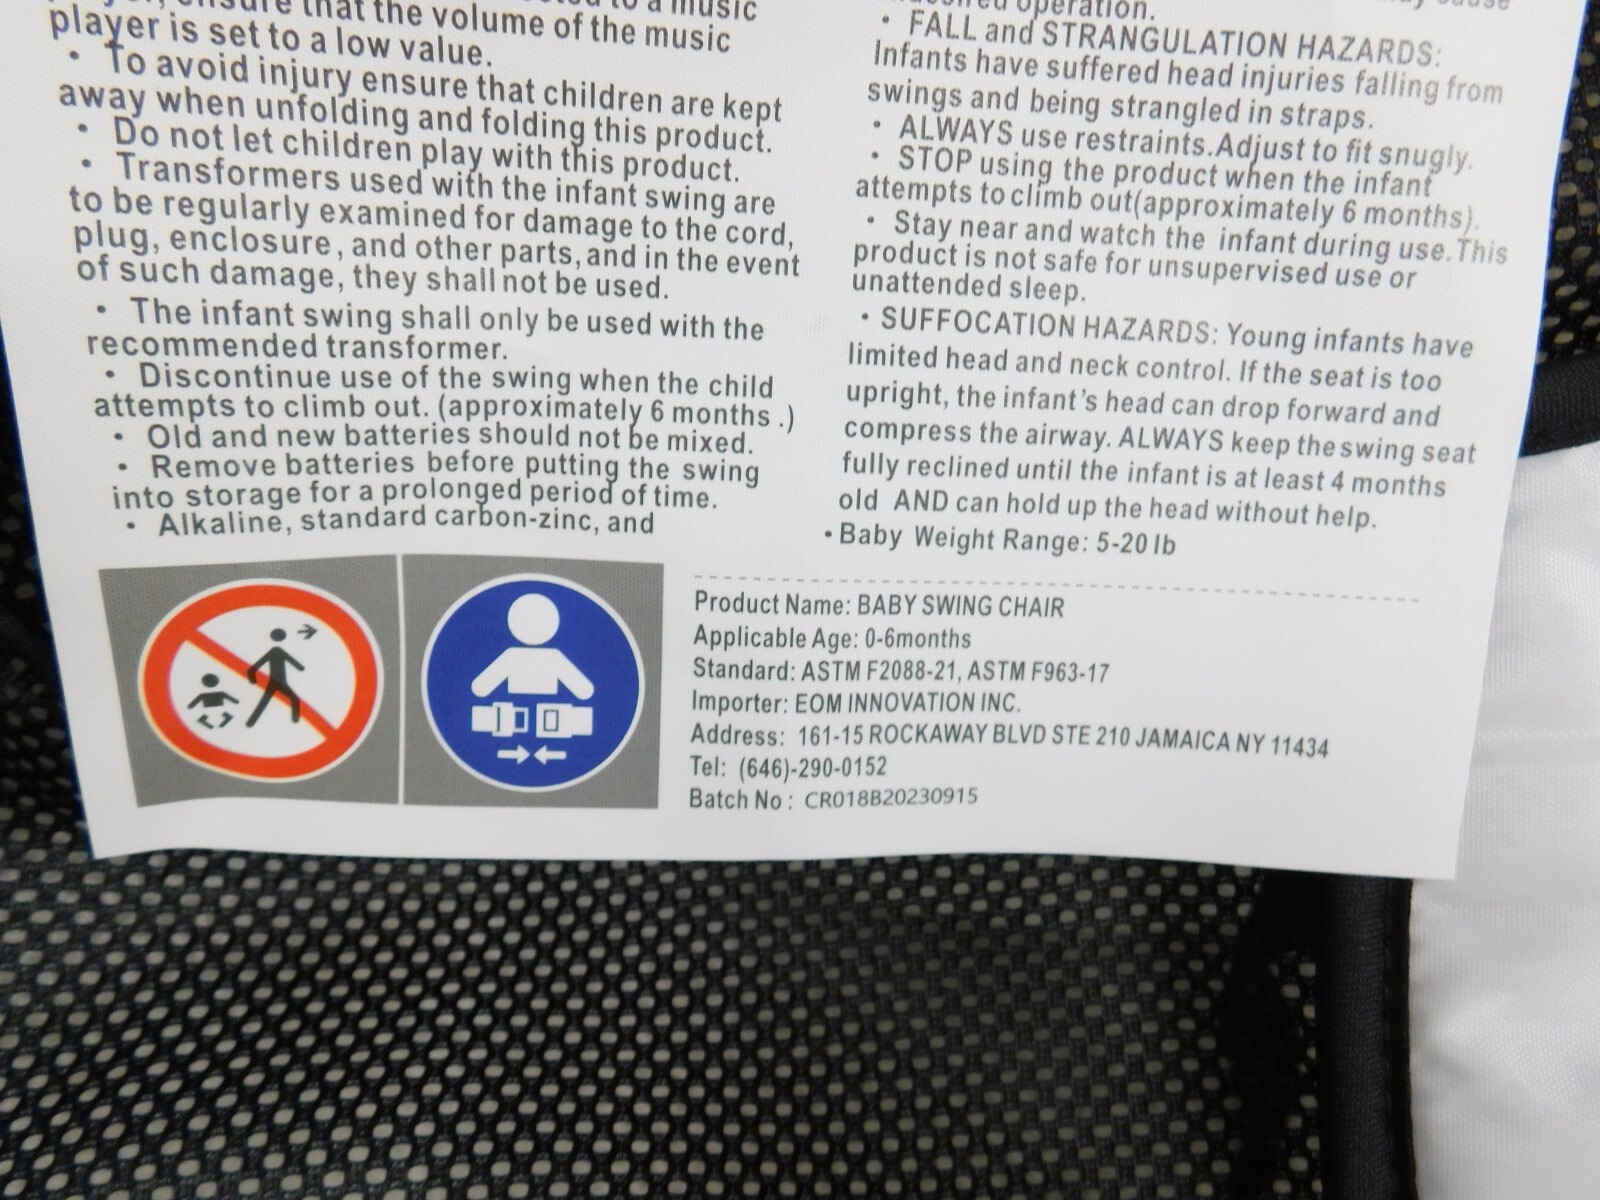 ensure that the volume of the music
player is set to a low value.
• To avoid injury ensure that children are kept
away when unfolding and folding this product.
• Do not let children play with this product.
• Transformers used with the infant swing are
to be regularly examined for damage to the cord,
plug, enclosure, and other parts, and in the event
of such damage, they shall not be used.
• The infant swing shall only be used with the
recommended transformer.
• Discontinue use of the swing when the child
attempts to climb out. (approximately 6 months .)
• Old and new batteries should not be mixed.
• Remove batteries before putting the swing
into storage for a prolonged period of time.
• Alkaline, standard carbon-zinc, and
operation.
• FALL and STRANGULATION HAZARDS:
Infants have suffered head injuries falling from
swings and being strangled in straps.
• ALWAYS use restraints.Adjust to fit snugly.
• STOP using the product when the infant
attempts to climb out(approximately 6 months).
• Stay near and watch the infant during use.This
product is not safe for unsupervised use or
unattended sleep.
• SUFFOCATION HAZARDS: Young infants have
limited head and neck control. If the seat is too
upright, the infant's head can drop forward and
compress the airway. ALWAYS keep the swing seat
fully reclined until the infant is at least 4 months
old AND can hold up the head without help.
• Baby Weight Range: 5-20 lb
Product Name: BABY SWING CHAIR
Applicable Age: 0-6months
Standard: ASTM F2088-21, ASTM F963-17
Importer: EOM INNOVATION INC.
Address: 161-15 ROCKAWAY BLVD STE 210 JAMAICA NY 11434
Tel: (646)-290-0152
Batch No : CR018B20230915